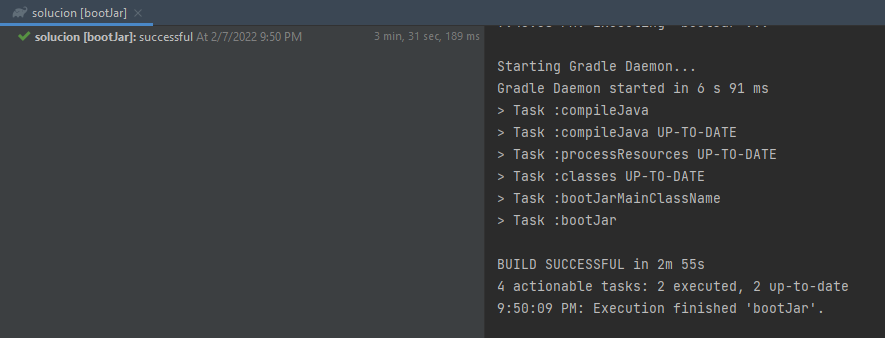 solucion [bootJar]
solucion [bootJar]: successful At 2/7/2022 9:50 PM 3 min, 31 sec, 189 ms
Starting Gradle Daemon...
Gradle Daemon started in 6 s 91 ms
> Task :compileJava
> Task :compileJava UP-TO-DATE
> Task :processResources UP-TO-DATE
> Task :classes UP-TO-DATE
> Task :bootJarMainClassName
> Task :bootJar
BUILD SUCCESSFUL in 2m 55s
4 actionable tasks: 2 executed, 2 up-to-date
9:50:09 PM: Execution finished 'bootJar'.